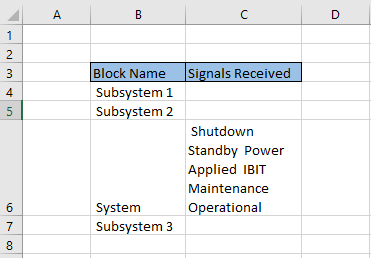 A B C D
1
2
3 Block Name Signals Received
4 Subsystem 1
5 Subsystem 2
Shutdown
Standby Power
Applied IBIT
Maintenance
6 System Operational
7 Subsystem 3
8